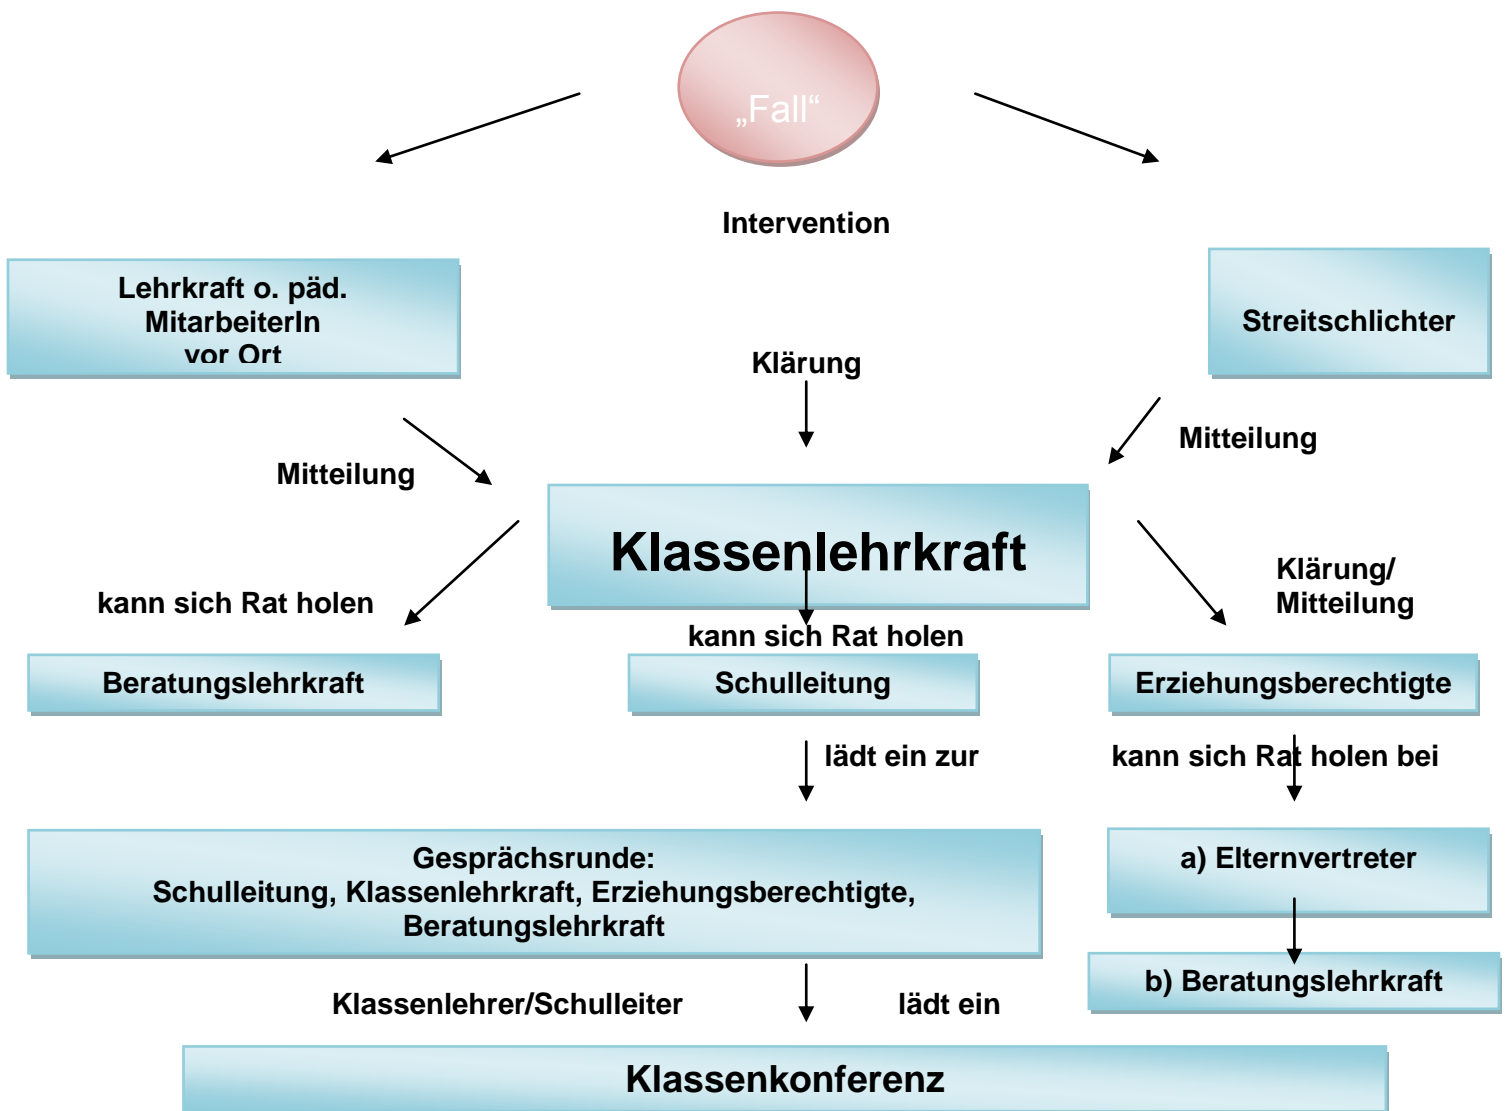 „Fall“
Intervention
Lehrkraft o. päd.
MitarbeiterIn
vor Ort
Streitschlichter
Klärung
Mitteilung
Mitteilung
Klassenlehrkraft
Klärung/
Mitteilung
kann sich Rat holen
kann sich Rat holen
Beratungslehrkraft
Schulleitung
Erziehungsberechtigte
lädt ein zur
kann sich Rat holen bei
Gesprächsrunde:
Schulleitung, Klassenlehrkraft, Erziehungsberechtigte,
Beratungslehrkraft
a) Elternvertreter
b) Beratungslehrkraft
Klassenlehrer/Schulleiter lädt ein
Klassenkonferenz